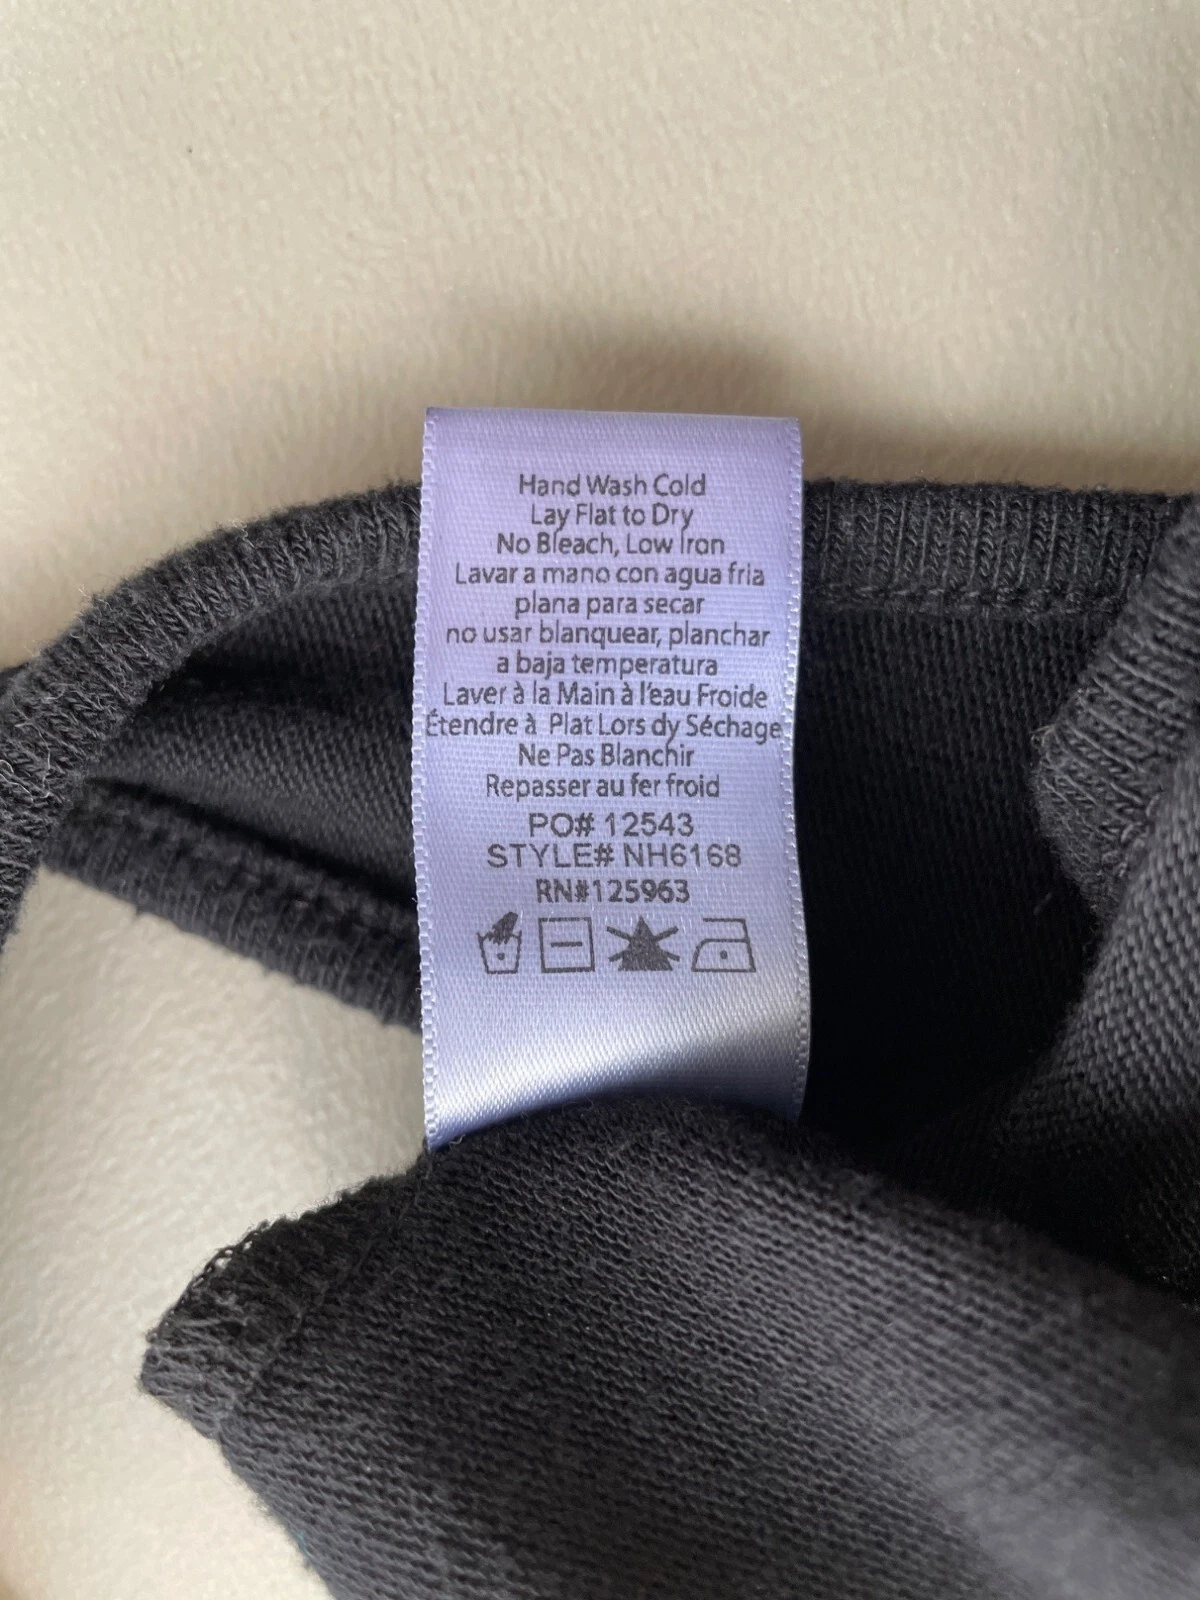 Hand Wash Cold
Lay Flat to Dry
No Bleach, Low Iron
Lavar a mano con agua fria
plana para secar
no usar blanquear, planchar
a baja temperatura
Laver à la Main à l'eau Froide
Étendre à Plat Lors dy Séchage
Ne Pas Blanchir
Repasser au fer froid
PO# 12543
STYLE# NH6168
RN#125963